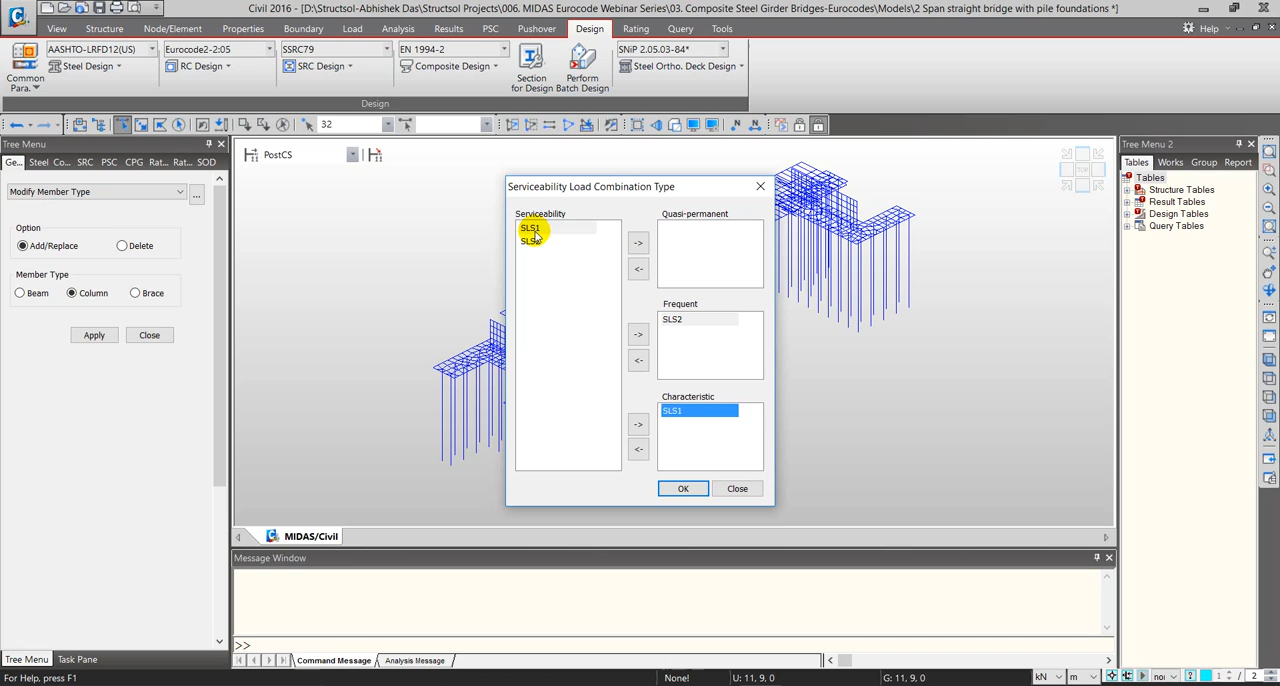 Civil 2016 - [D:\Structsol-Abhishek Das\Structsol Projects\006. MIDAS Eurocode Webinar Series\03. Composite Steel Girder Bridges-Eurocodes\Models\2 Span straight bridge with pile foundations *]
View Structure Node/Element Properties Boundary Load Analysis Results PSC Pushover Design Rating Query Tools Help
AASHTO-LRFD12(US) Eurocode2-2:05 SSRC79 EN 1994-2 SNiP 2.05.03-84*
Steel Design RC Design SRC Design Composite Design Steel Ortho. Deck Design
Common Para.
Section for Design
Perform Batch Design
Design
32
Tree Menu
Ge... Steel Co... SRC PSC CPG Rat... Rat... SOD
Modify Member Type ...
Option
Add/Replace Delete
Member Type
Beam Column Brace
Apply Close
PostCS
TOP
Serviceability Load Combination Type
Serviceability
SLS1
Quasi-permanent
->
<-
Frequent
SLS2
->
<-
Characteristic
SLS1
->
<-
OK Close
Tree Menu 2
Tables Works Group Report
Tables
Structure Tables
Result Tables
Design Tables
Query Tables
MIDAS/Civil
Message Window
>>
Command Message Analysis Message
Tree Menu Task Pane
For Help, press F1
None! U: 11, 9, 0 G: 11, 9, 0 kN m 1 / 2